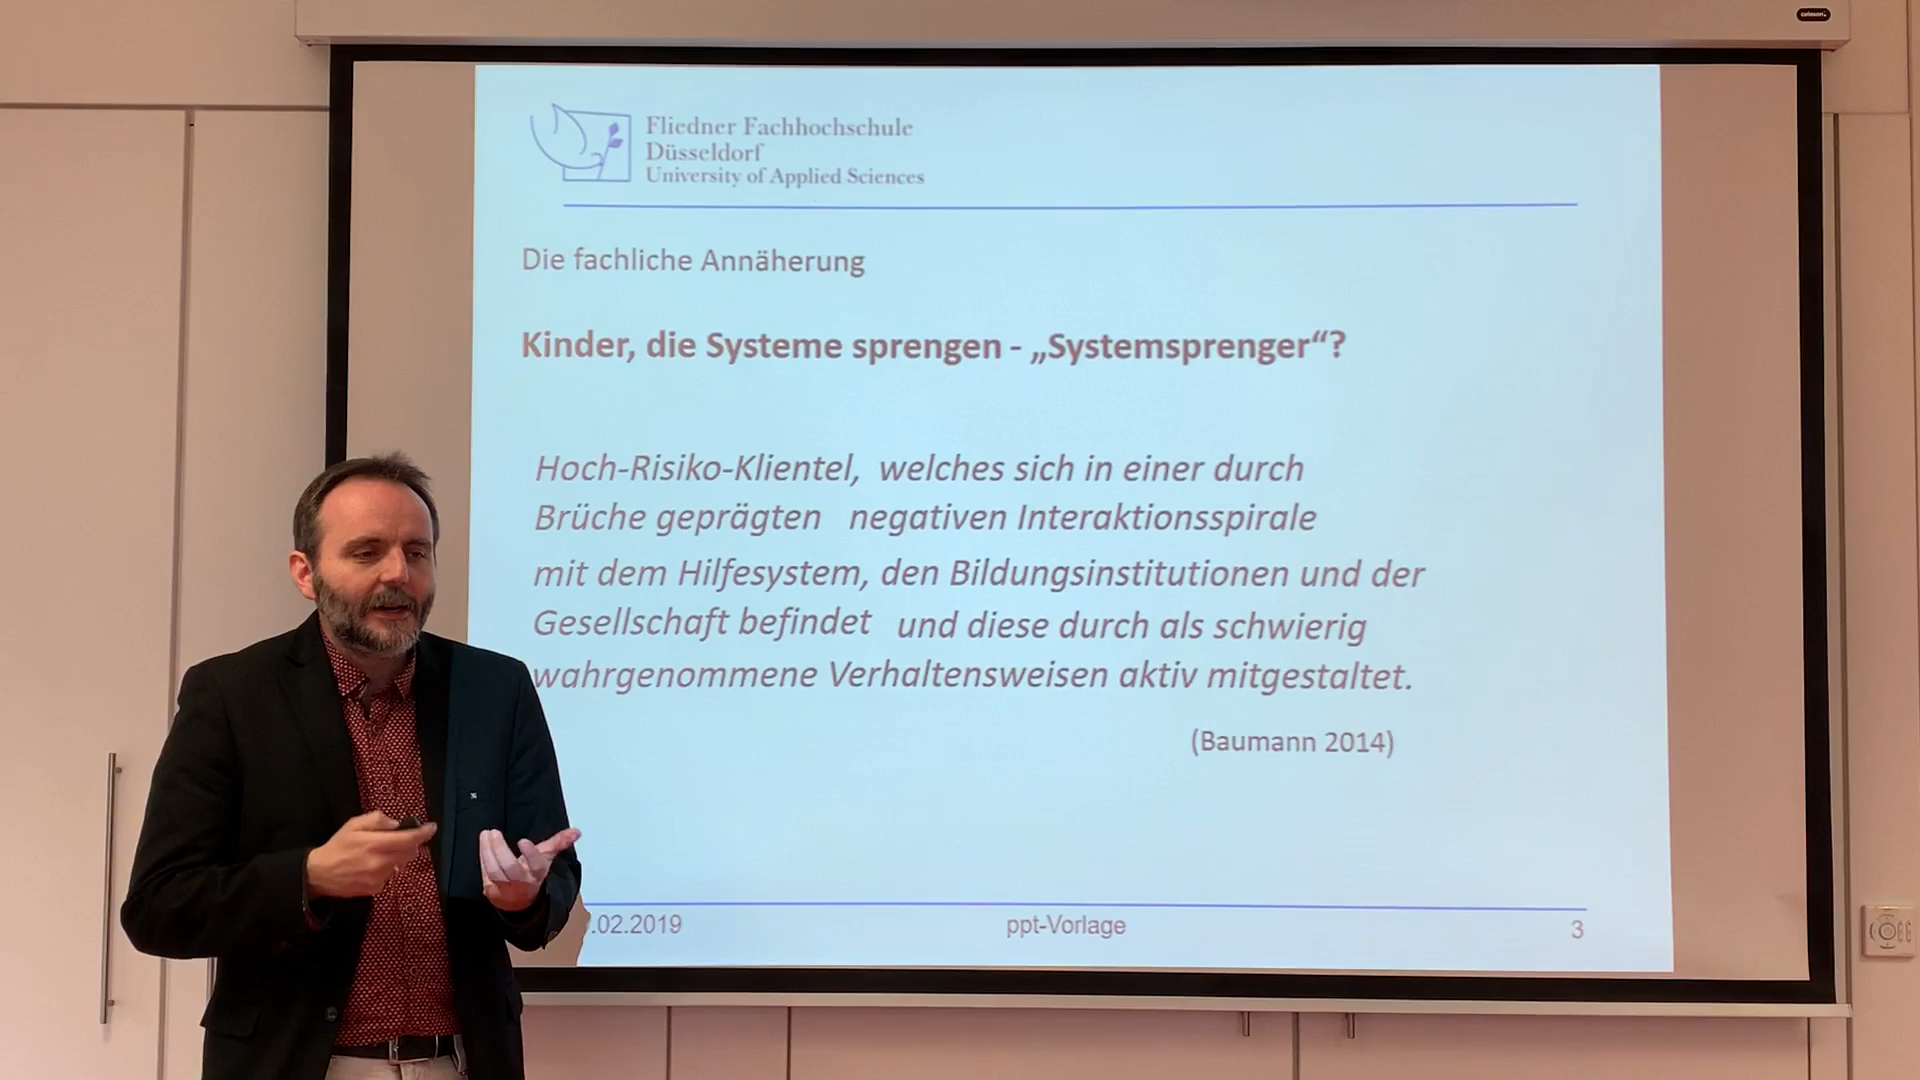 celexon
Fliedner Fachhochschule
Düsseldorf
University of Applied Sciences
Die fachliche Annäherung
Kinder, die Systeme sprengen - „Systemsprenger“?
Hoch-Risiko-Klientel, welches sich in einer durch
Brüche geprägten negativen Interaktionsspirale
mit dem Hilfesystem, den Bildungsinstitutionen und der
Gesellschaft befindet und diese durch als schwierig
wahrgenommene Verhaltensweisen aktiv mitgestaltet.
(Baumann 2014)
.02.2019 ppt-Vorlage 3